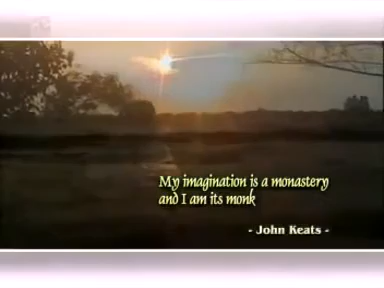 My imagination is a monastery
and I am its monk
- John Keats -